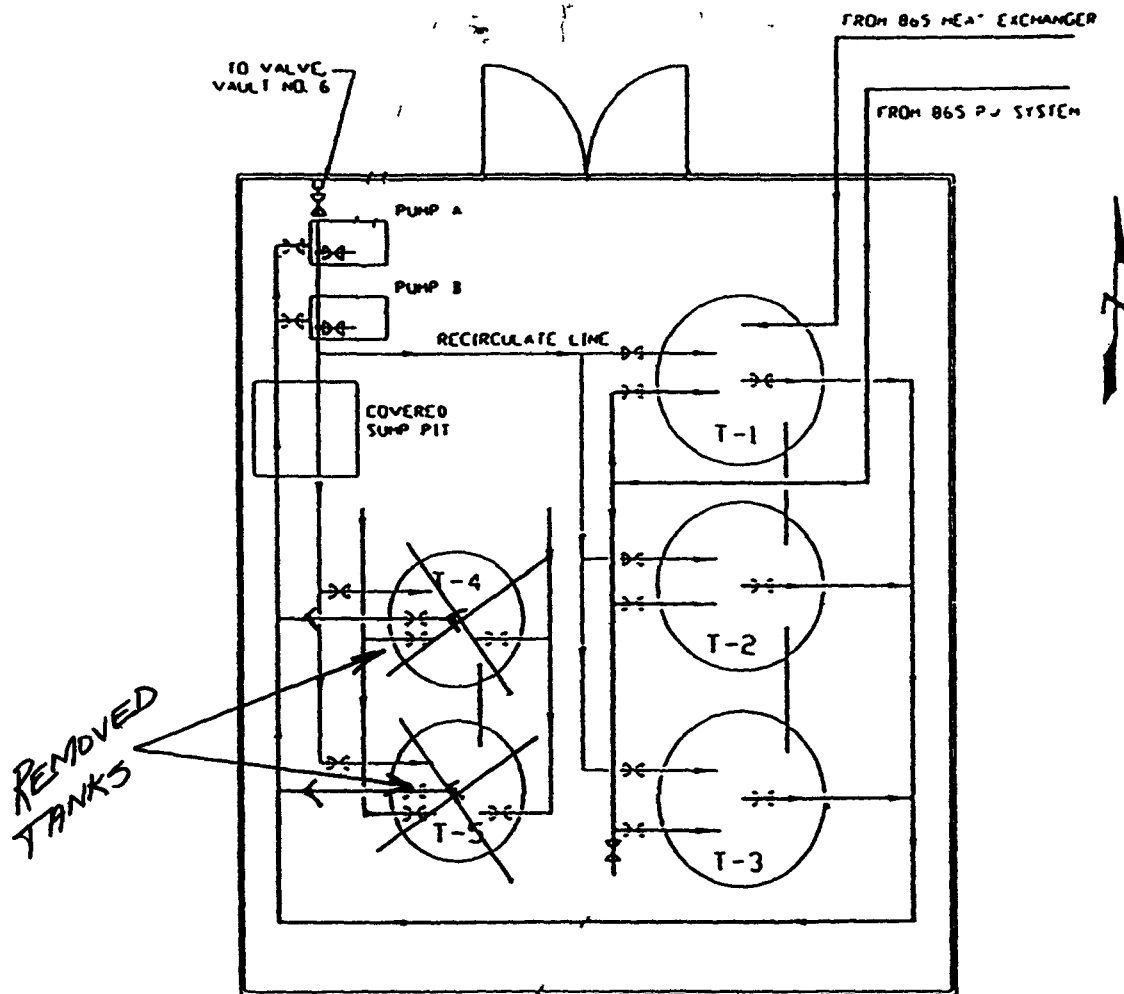 FROM 865 HEAT EXCHANGER
TO VALVE
VAULT NO. 6
FROM 865 PW SYSTEM
PUMP A
PUMP B
RECIRCULATE LINE
COVERED
SUMP PIT
T-1
T-4
T-2
REMOVED
TANKS
T-5
T-3